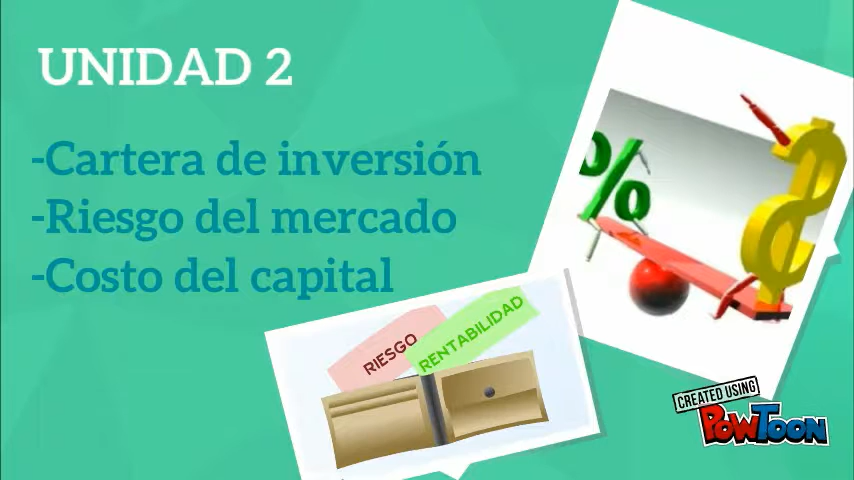 UNIDAD 2
-Cartera de inversión
-Riesgo del mercado
-Costo del capital
%
$
RIESGO
RENTABILIDAD
CREATED USING
POWTOON